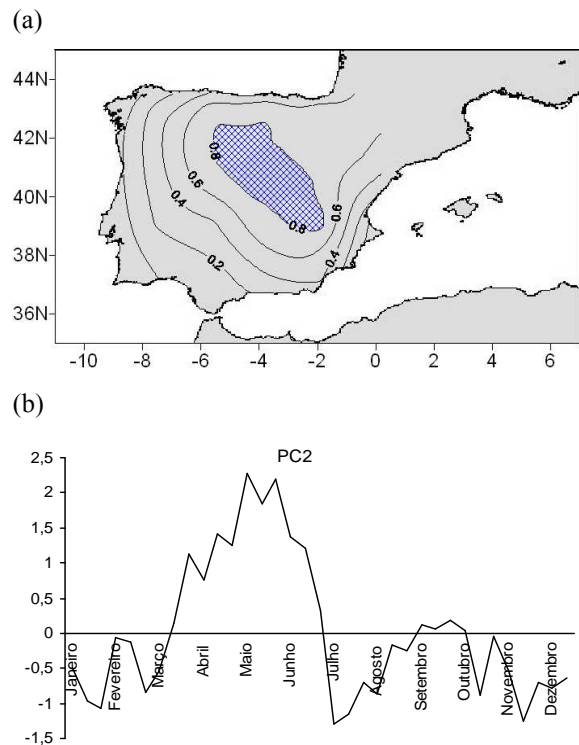 (a)
44N
42N
40N
38N
36N
0.8
0.6
0.4
0.2
0.8
0.6
0.4
-10 -8 -6 -4 -2 0 2 4 6
(b)
PC2
2,5
2
1,5
1
0,5
0
-0,5
-1
-1,5
Janeiro
Fevereiro
Março
Abril
Maio
Junho
Julho
Agosto
Setembro
Outubro
Novembro
Dezembro